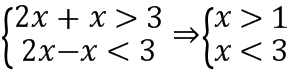 {2x + x > 3 ⇒ {x > 1
2x−x < 3 x < 3